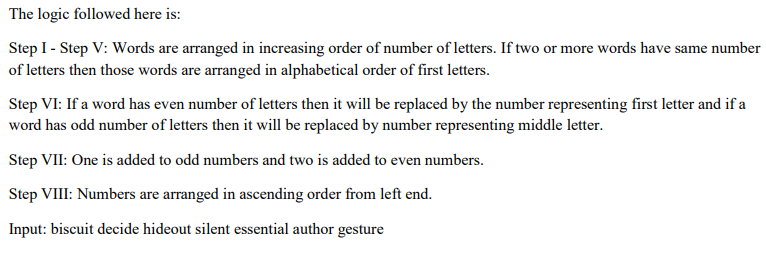 The logic followed here is:
Step I - Step V: Words are arranged in increasing order of number of letters. If two or more words have same number
of letters then those words are arranged in alphabetical order of first letters.
Step VI: If a word has even number of letters then it will be replaced by the number representing first letter and if a
word has odd number of letters then it will be replaced by number representing middle letter.
Step VII: One is added to odd numbers and two is added to even numbers.
Step VIII: Numbers are arranged in ascending order from left end.
Input: biscuit decide hideout silent essential author gesture